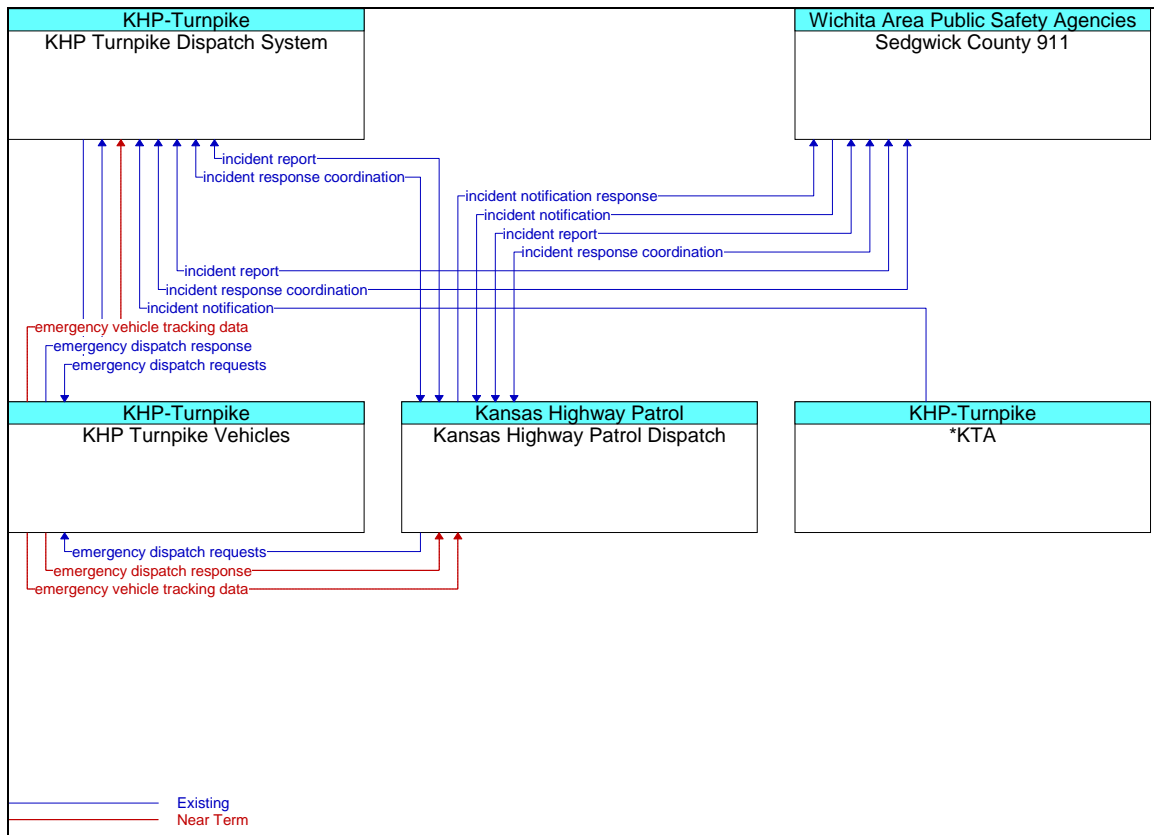 KHP-Turnpike
KHP Turnpike Dispatch System
Wichita Area Public Safety Agencies
Sedgwick County 911
incident report
incident response coordination
incident notification response
incident notification
incident report
incident response coordination
incident report
incident response coordination
incident notification
emergency vehicle tracking data
emergency dispatch response
emergency dispatch requests
KHP-Turnpike
KHP Turnpike Vehicles
Kansas Highway Patrol
Kansas Highway Patrol Dispatch
KHP-Turnpike
*KTA
emergency dispatch requests
emergency dispatch response
emergency vehicle tracking data
Existing
Near Term